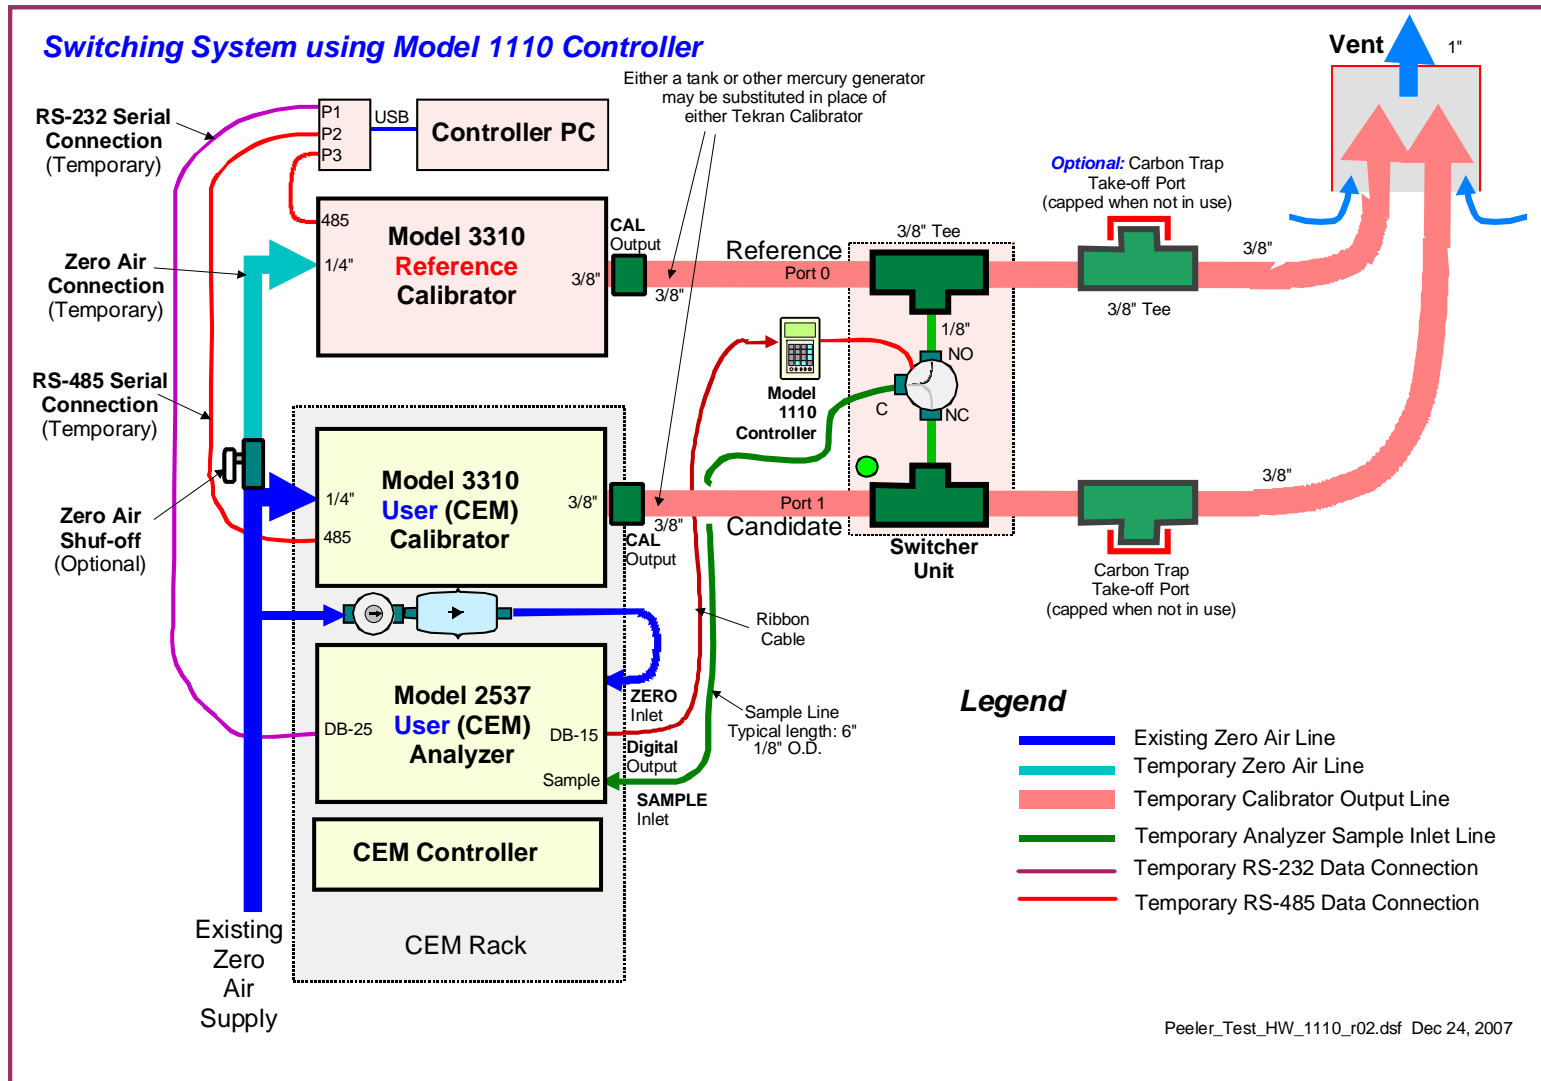 Switching System using Model 1110 Controller
Vent
1"
Either a tank or other mercury generator
may be substituted in place of
either Tekran Calibrator
RS-232 Serial
Connection
(Temporary)
P1
P2
P3
USB
Controller PC
Optional: Carbon Trap
Take-off Port
(capped when not in use)
485
1/4"
Model 3310
Reference
Calibrator
3/8"
CAL
Output
3/8"
Reference
Port 0
3/8" Tee
3/8"
3/8" Tee
Zero Air
Connection
(Temporary)
1/8"
NO
C
NC
Model
1110
Controller
RS-485 Serial
Connection
(Temporary)
Model 3310
User (CEM)
Calibrator
1/4"
485
3/8"
3/8"
CAL
Output
Port 1
Candidate
Switcher
Unit
3/8"
Zero Air
Shuf-off
(Optional)
Carbon Trap
Take-off Port
(capped when not in use)
Ribbon
Cable
Model 2537
User (CEM)
Analyzer
DB-25
DB-15
Sample
ZERO
Inlet
Digital
Output
SAMPLE
Inlet
Sample Line
Typical length: 6"
1/8" O.D.
CEM Controller
CEM Rack
Existing
Zero
Air
Supply
Legend
Existing Zero Air Line
Temporary Zero Air Line
Temporary Calibrator Output Line
Temporary Analyzer Sample Inlet Line
Temporary RS-232 Data Connection
Temporary RS-485 Data Connection
Peeler_Test_HW_1110_r02.dsf Dec 24, 2007